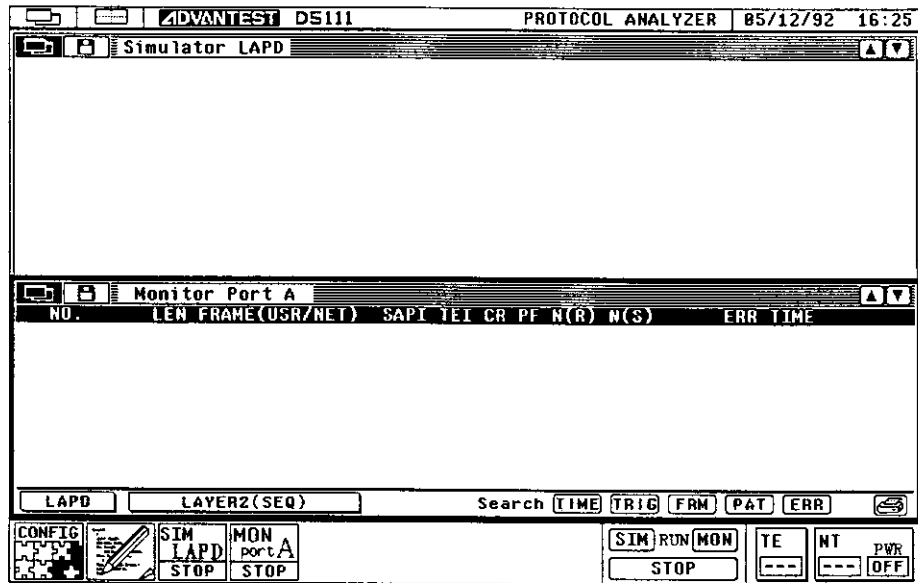 ADVANTEST D5111 PROTOCOL ANALYZER 05/12/92 16:25
Simulator LAPD
Monitor Port A
NO. LEN FRAME(USR/NET) SAPI TEI CR PF N(R) N(S) ERR TIME
LAPD LAYER2(SEQ) Search TIME TRIG FRM PAT ERR
CONFIG SIM LAPD STOP MON port A STOP SIM RUN MON STOP TE --- NT --- PWR OFF